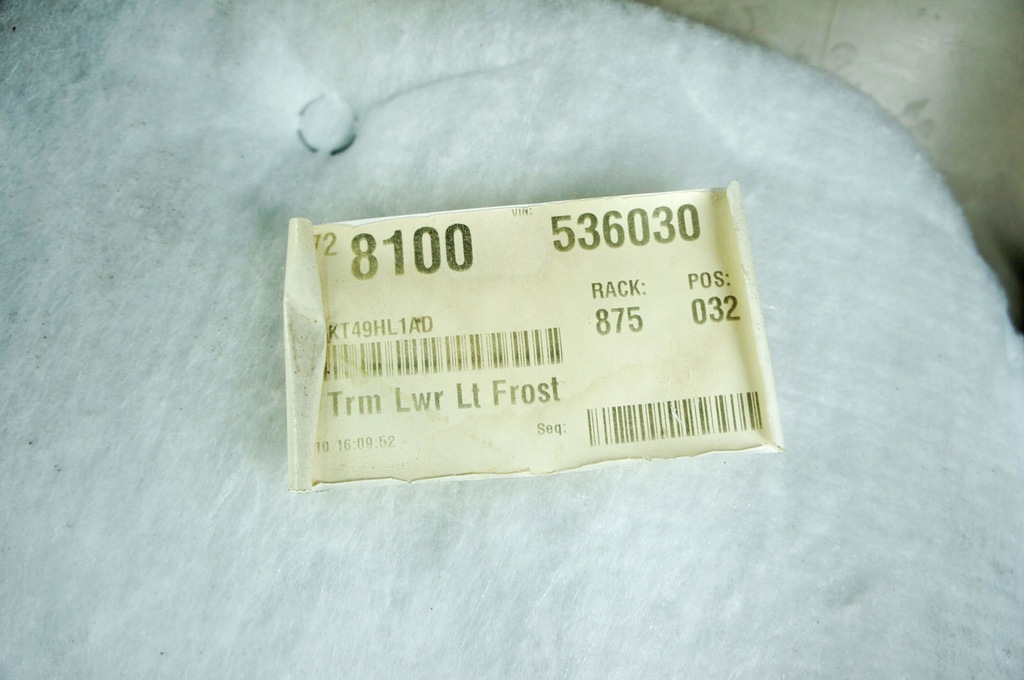 72 8100 VIN: 536030
RACK: POS:
875 032
KT49HL1AD
Trm Lwr Lt Frost
Seq:
10 16:09:52